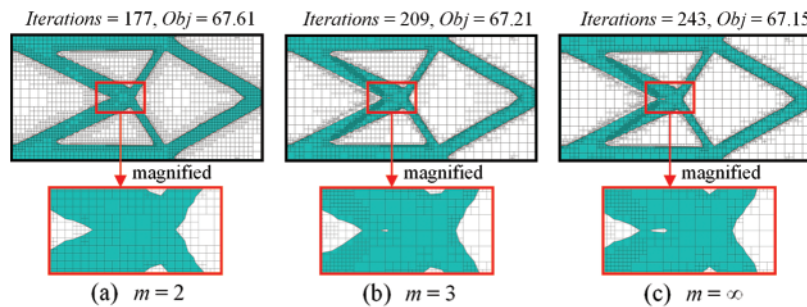 Iterations = 177, Obj = 67.61
Iterations = 209, Obj = 67.21
Iterations = 243, Obj = 67.15
magnified
magnified
magnified
(a) m = 2
(b) m = 3
(c) m = ∞